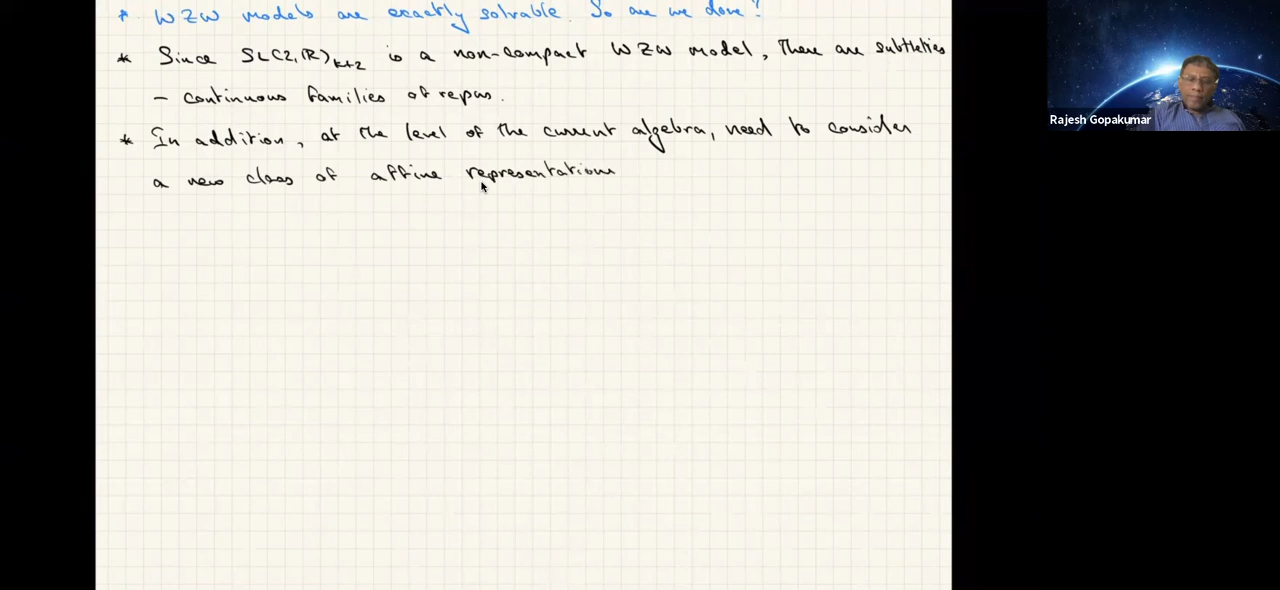 * WZW models are exactly solvable. So are we done?
* Since SL(2,R)k+2 is a non-compact WZW model, there are subtleties
- continuous families of repns.
* In addition, at the level of the current algebra, need to consider
a new class of affine representations
Rajesh Gopakumar